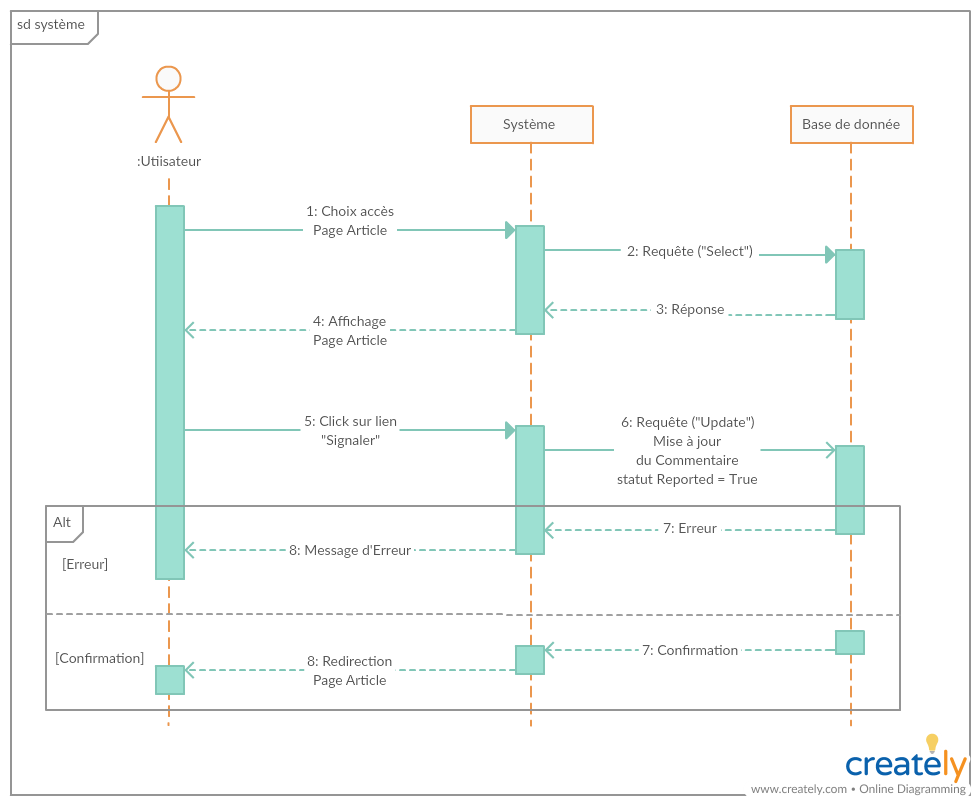 sd système
:Utiisateur
Système
Base de donnée
1: Choix accès
Page Article
2: Requête ("Select")
3: Réponse
4: Affichage
Page Article
5: Click sur lien
"Signaler"
6: Requête ("Update")
Mise à jour
du Commentaire
statut Reported = True
Alt
[Erreur]
7: Erreur
8: Message d'Erreur
[Confirmation]
7: Confirmation
8: Redirection
Page Article
creately
www.creately.com • Online Diagramming